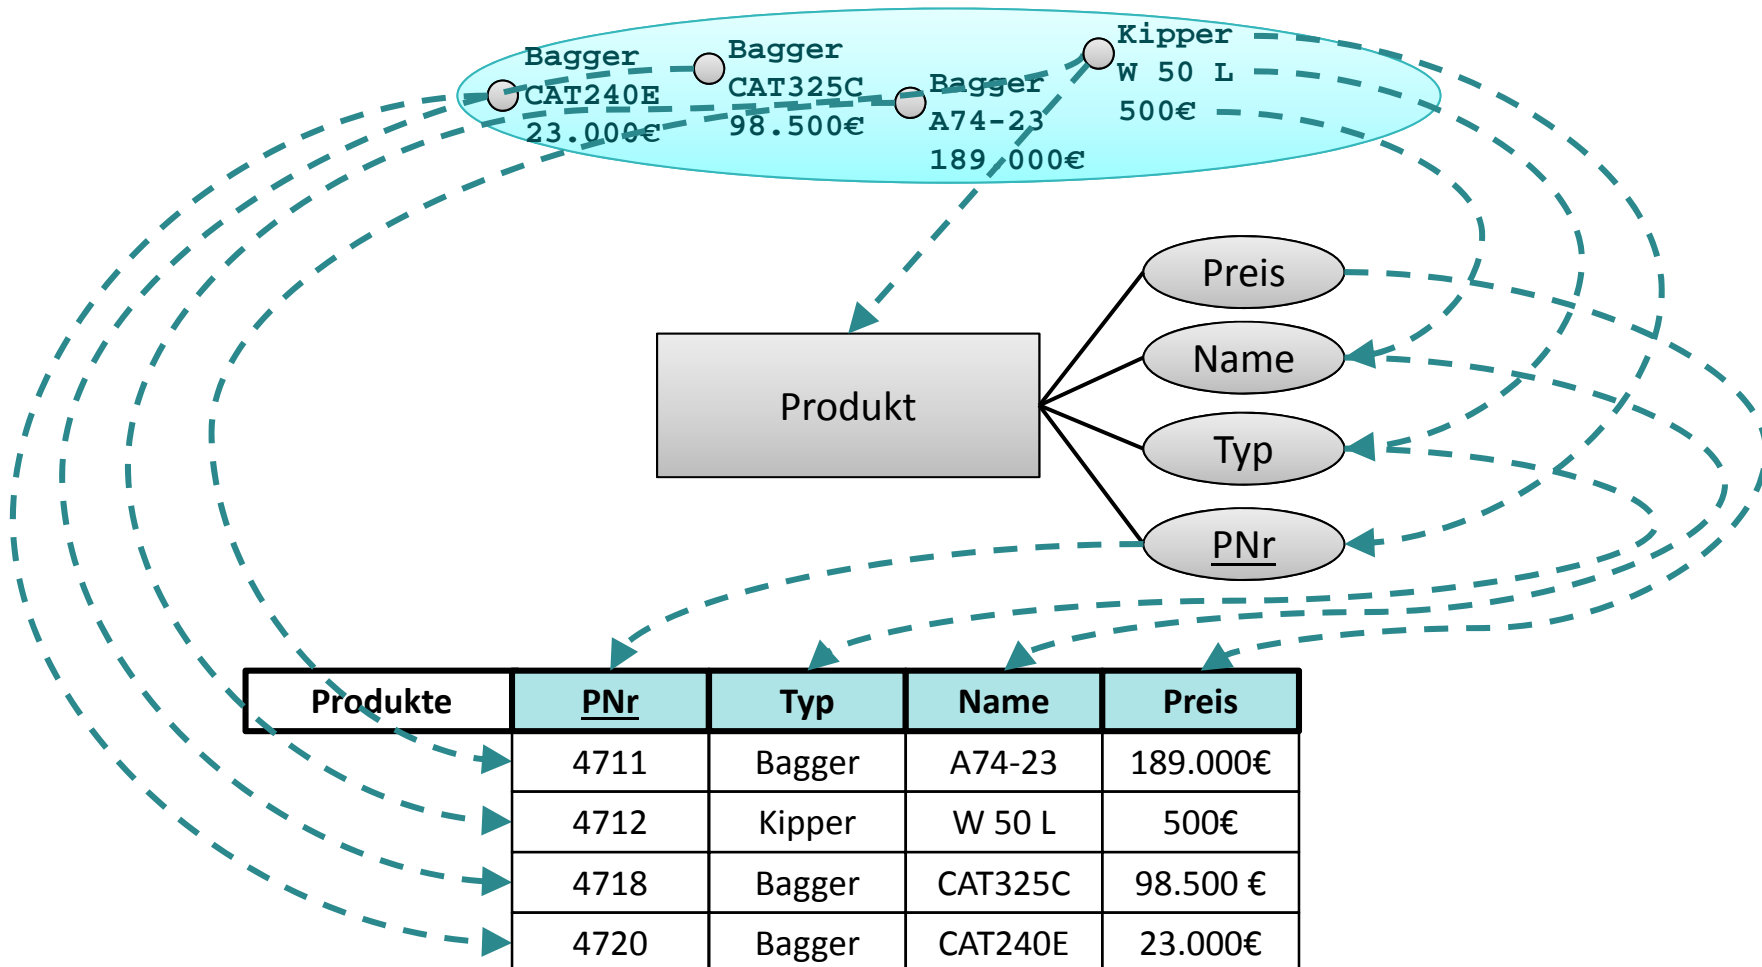 Bagger
CAT240E
23.000€
Bagger
CAT325C
98.500€
Bagger
A74-23
189.000€
Kipper
W 50 L
500€
Produkt
Preis
Name
Typ
PNr
Produkte PNr Typ Name Preis
4711 Bagger A74-23 189.000€
4712 Kipper W 50 L 500€
4718 Bagger CAT325C 98.500 €
4720 Bagger CAT240E 23.000€